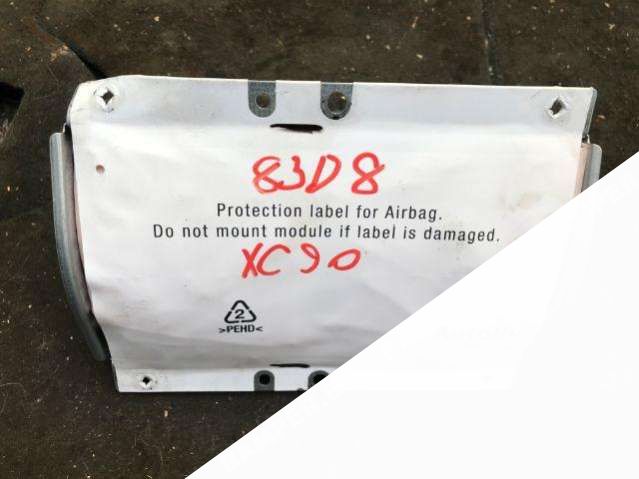 83D8
Protection label for Airbag.
Do not mount module if label is damaged.
XC90
2
>PEHD<